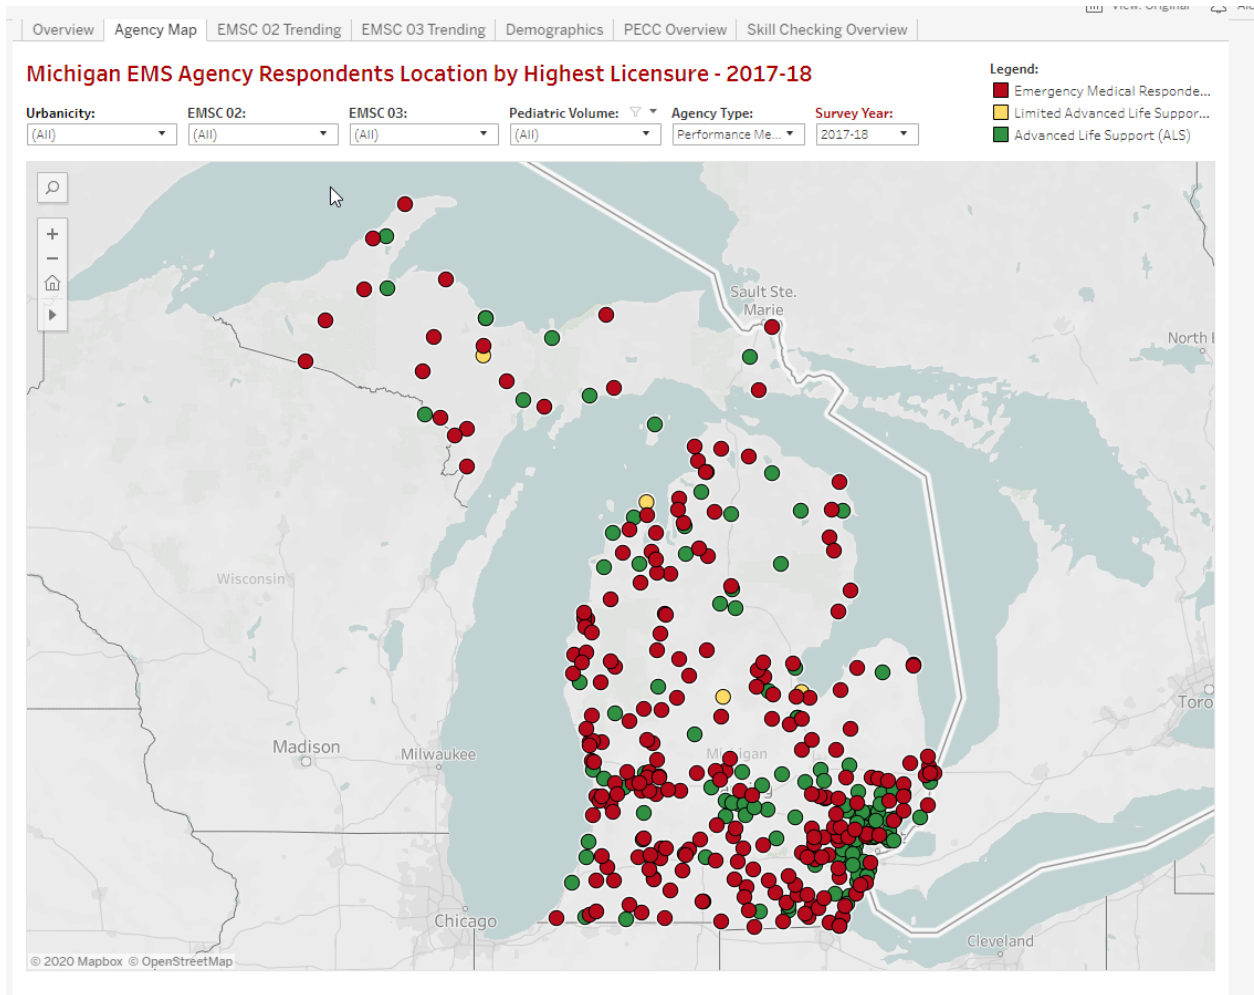 View: Original
Overview Agency Map EMSC 02 Trending EMSC 03 Trending Demographics PECC Overview Skill Checking Overview
Michigan EMS Agency Respondents Location by Highest Licensure - 2017-18
Legend:
Emergency Medical Responde...
Limited Advanced Life Suppor...
Advanced Life Support (ALS)
Urbanicity: EMSC 02: EMSC 03: Pediatric Volume: Agency Type: Survey Year:
(All) (All) (All) (All) Performance Me... 2017-18
Sault Ste.
Marie
North
Wisconsin
Toro
Madison
Milwaukee
Michigan
Chicago
Cleveland
© 2020 Mapbox © OpenStreetMap